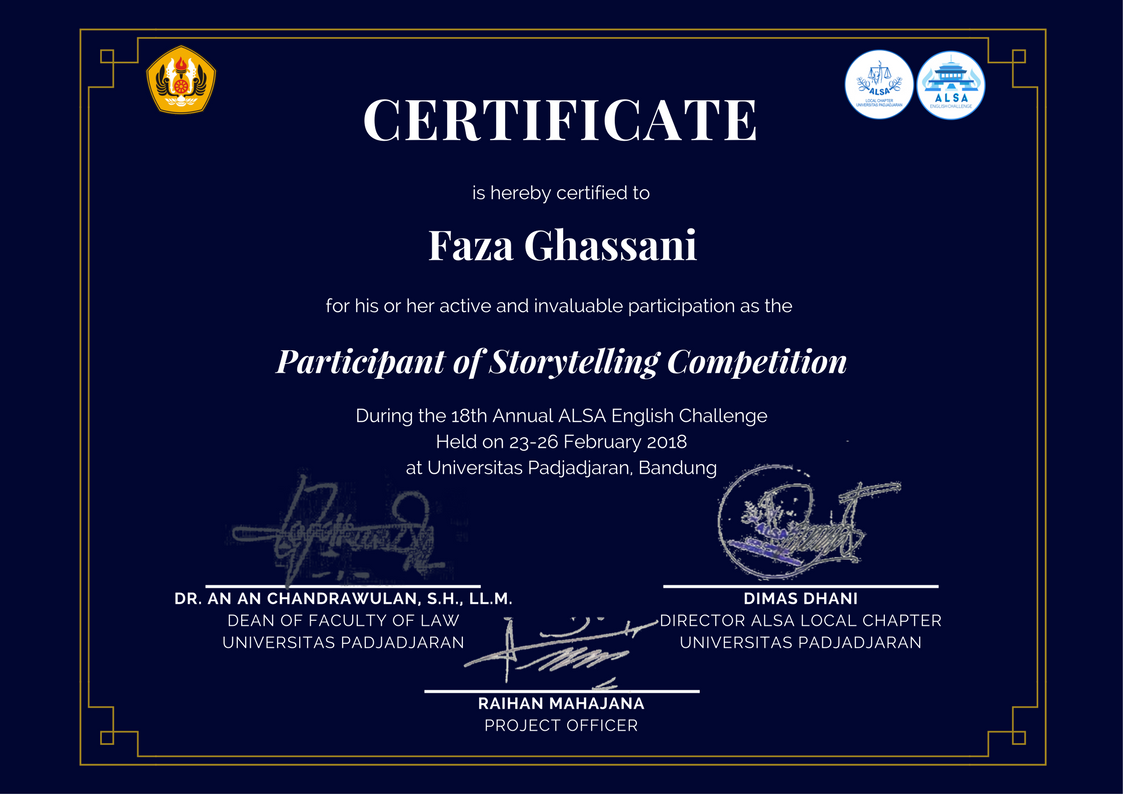 ALSA
LOCAL CHAPTER
UNIVERSITAS PADJADJARAN
ALSA
ENGLISH CHALLENGE
CERTIFICATE
is hereby certified to
Faza Ghassani
for his or her active and invaluable participation as the
Participant of Storytelling Competition
During the 18th Annual ALSA English Challenge
Held on 23-26 February 2018
at Universitas Padjadjaran, Bandung
ALSA
DR. AN AN CHANDRAWULAN, S.H., LL.M.
DEAN OF FACULTY OF LAW
UNIVERSITAS PADJADJARAN
DIMAS DHANI
DIRECTOR ALSA LOCAL CHAPTER
UNIVERSITAS PADJADJARAN
RAIHAN MAHAJANA
PROJECT OFFICER